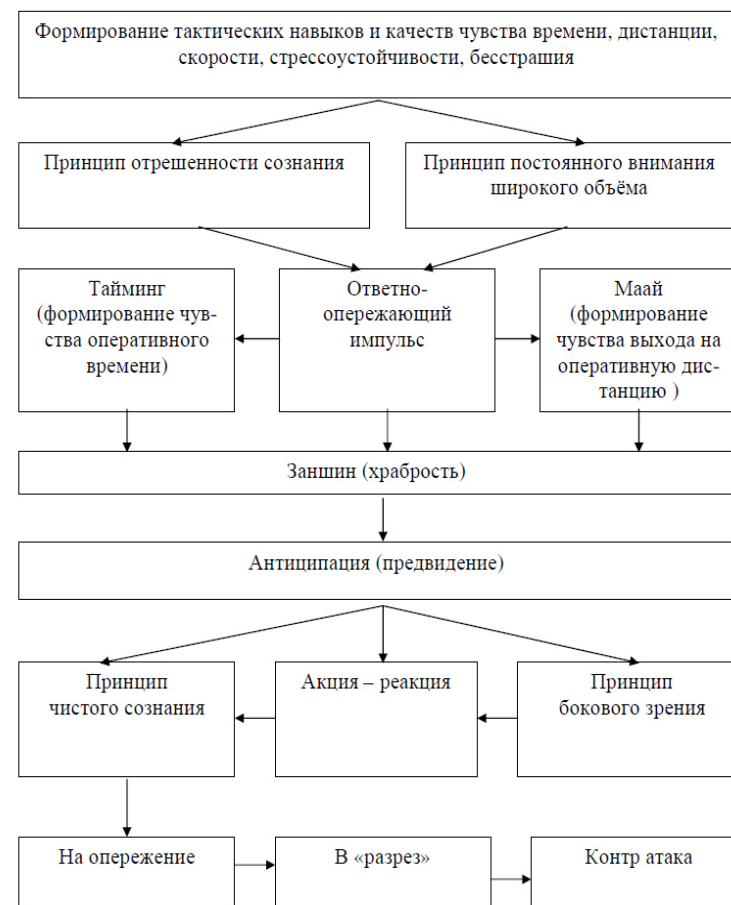 Формирование тактических навыков и качеств чувства времени, дистанции,
скорости, стрессоустойчивости, бесстрашия
Принцип отрешенности сознания
Принцип постоянного внимания
широкого объёма
Тайминг
(формирование чув-
ства оперативного
времени)
Ответно-
опережающий
импульс
Маай
(формирование
чувства выхода на
оперативную дис-
танцию )
Заншин (храбрость)
Антиципация (предвидение)
Принцип
чистого сознания
Акция – реакция
Принцип
бокового зрения
На опережение
В «разрез»
Контр атака